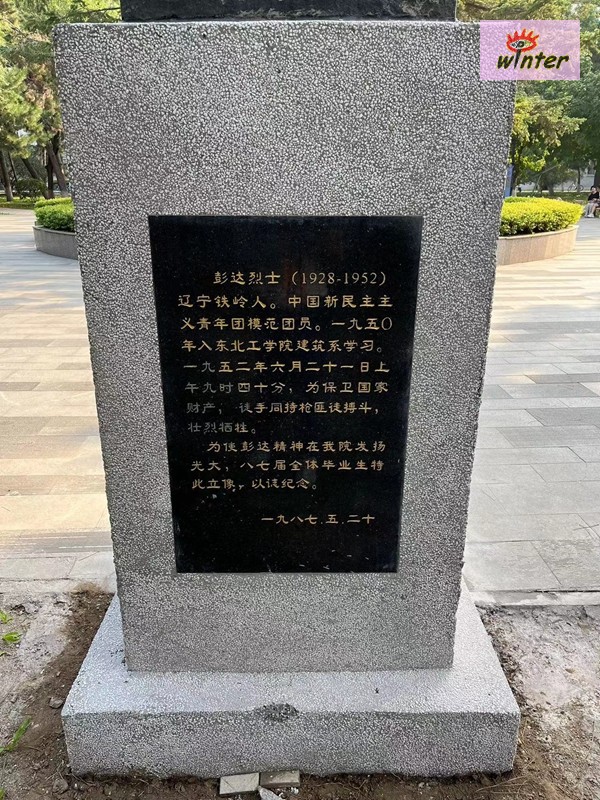 winter
彭达烈士（1928-1952）
辽宁铁岭人。中国新民主主
义青年团模范团员。一九五〇
年入东北工学院建筑系学习。
一九五二年六月二十一日上
午九时四十分，为保卫国家
财产，徒手同持枪匪徒搏斗，
壮烈牺牲。
为使彭达精神在我院发扬
光大，八七届全体毕业生特
此立像，以诞纪念。
一九八七.五.二十